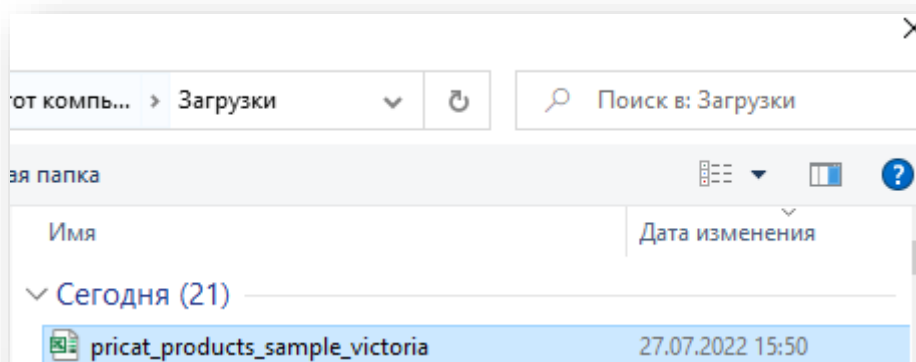 тот компь... > Загрузки
Поиск в: Загрузки
ая папка
?
Имя
Дата изменения
Сегодня (21)
pricat_products_sample_victoria
27.07.2022 15:50